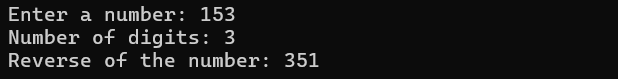 Enter a number: 153
Number of digits: 3
Reverse of the number: 351